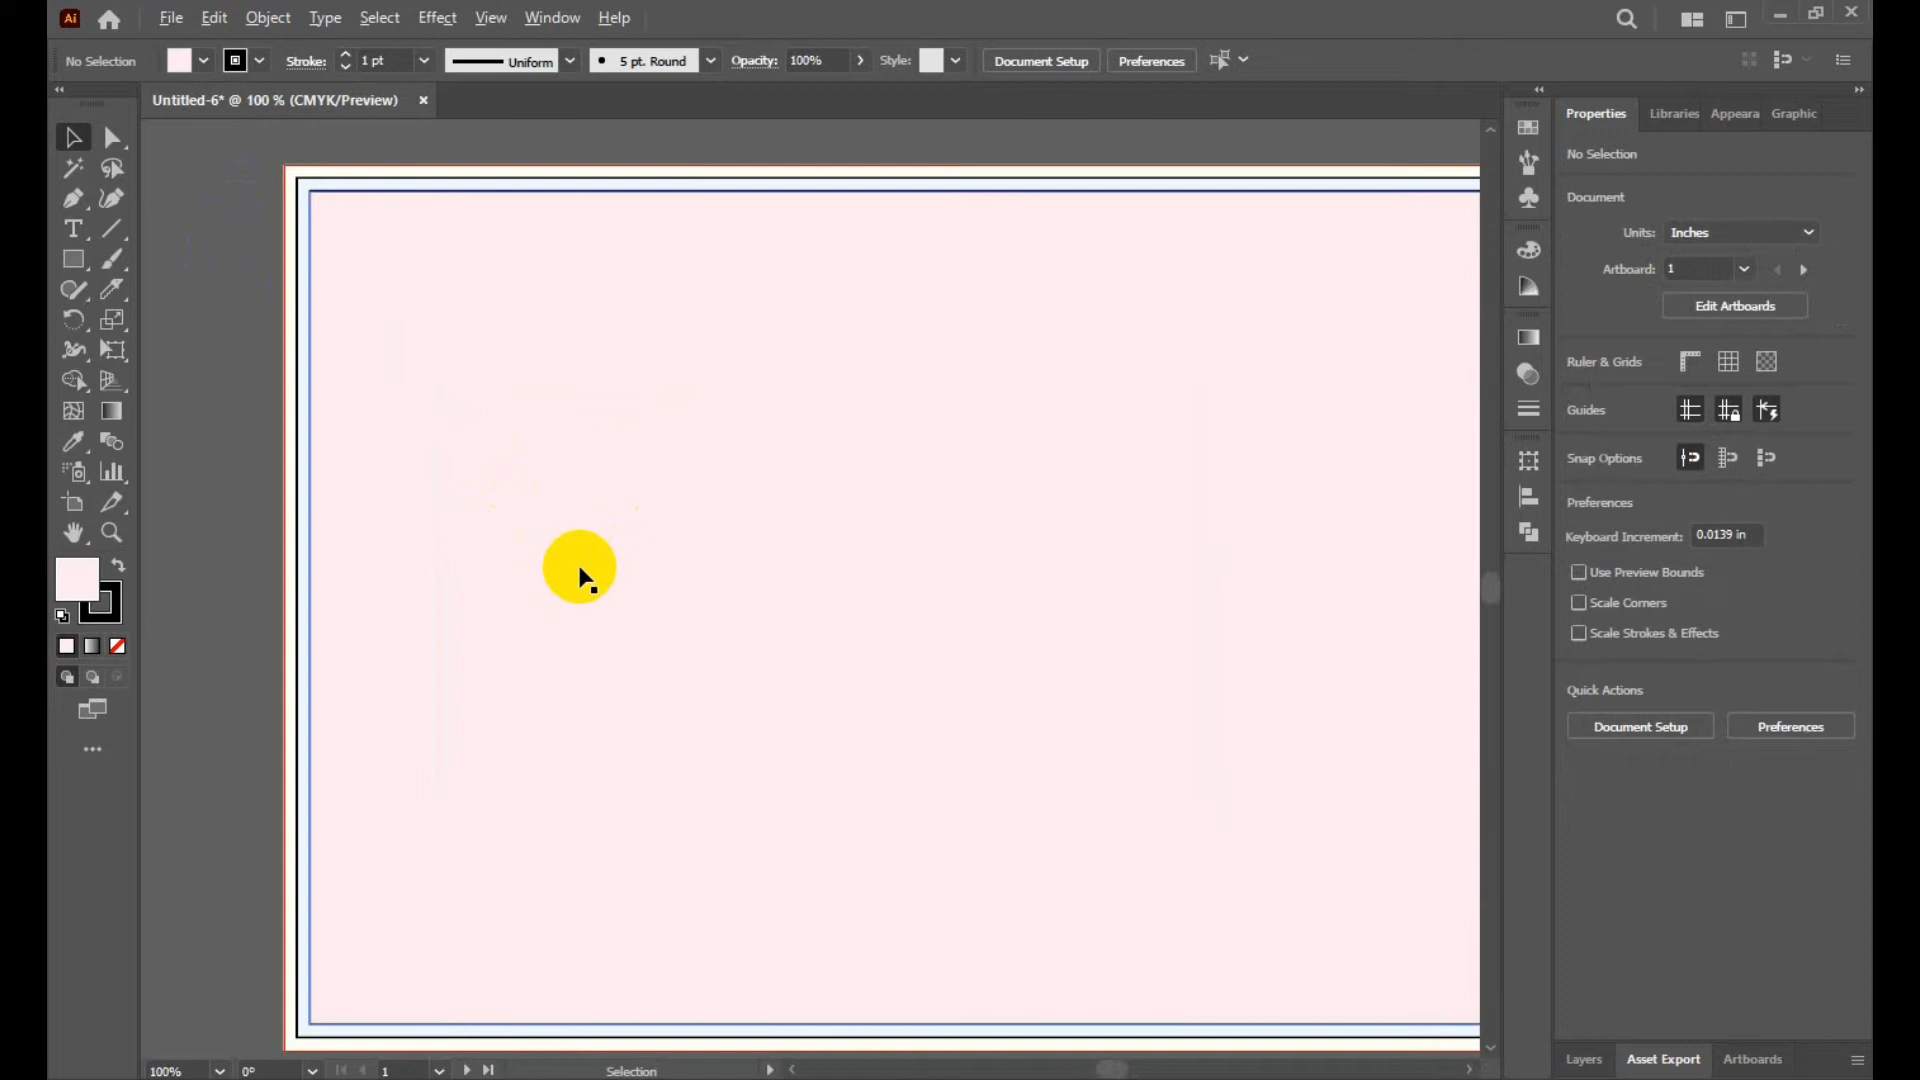 Ai File Edit Object Type Select Effect View Window Help
No Selection Stroke: 1 pt Uniform 5 pt. Round Opacity: 100% Style: Document Setup Preferences
Untitled-6* @ 100 % (CMYK/Preview) ×
Properties Libraries Appeara Graphic
No Selection
Document
Units: Inches
Artboard: 1
Edit Artboards
Ruler & Grids
Guides
Snap Options
Preferences
Keyboard Increment: 0.0139 in
Use Preview Bounds
Scale Corners
Scale Strokes & Effects
Quick Actions
Document Setup Preferences
Layers Asset Export Artboards
100% 0° 1 Selection